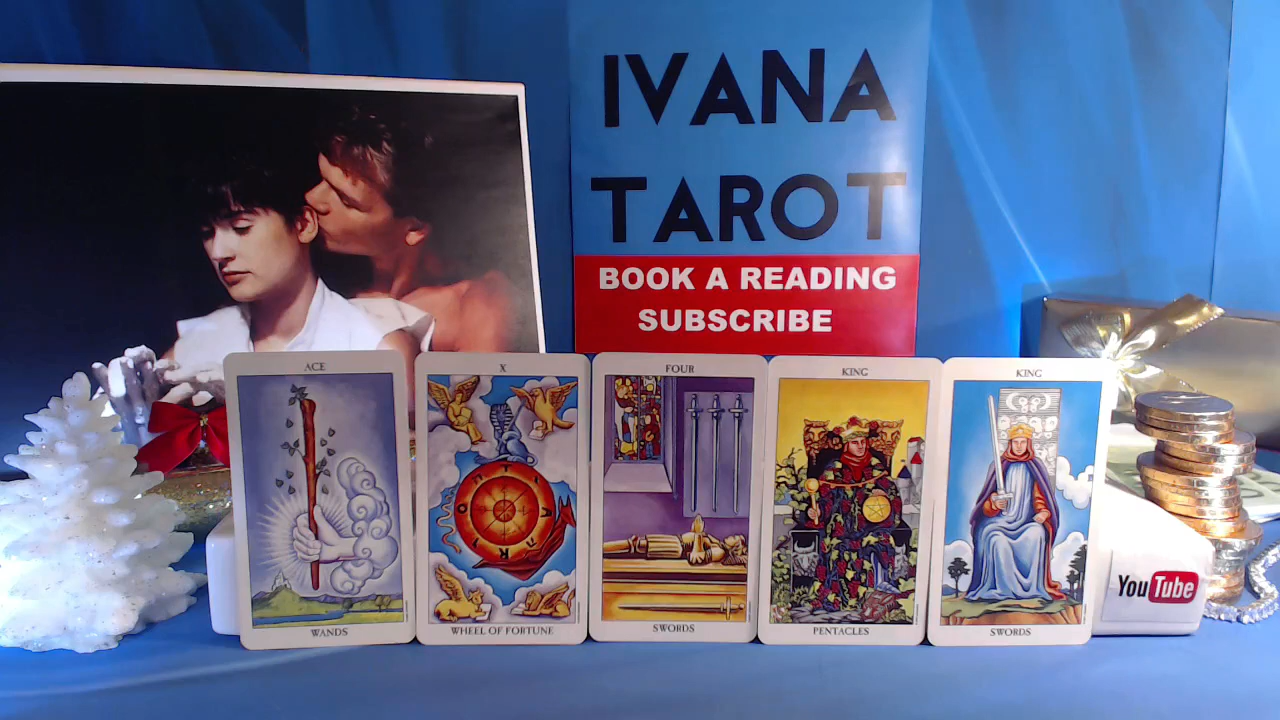 IVANA
TAROT
BOOK A READING
SUBSCRIBE
ACE
WANDS
X
WHEEL OF FORTUNE
FOUR
SWORDS
KING
PENTACLES
KING
SWORDS
YouTube